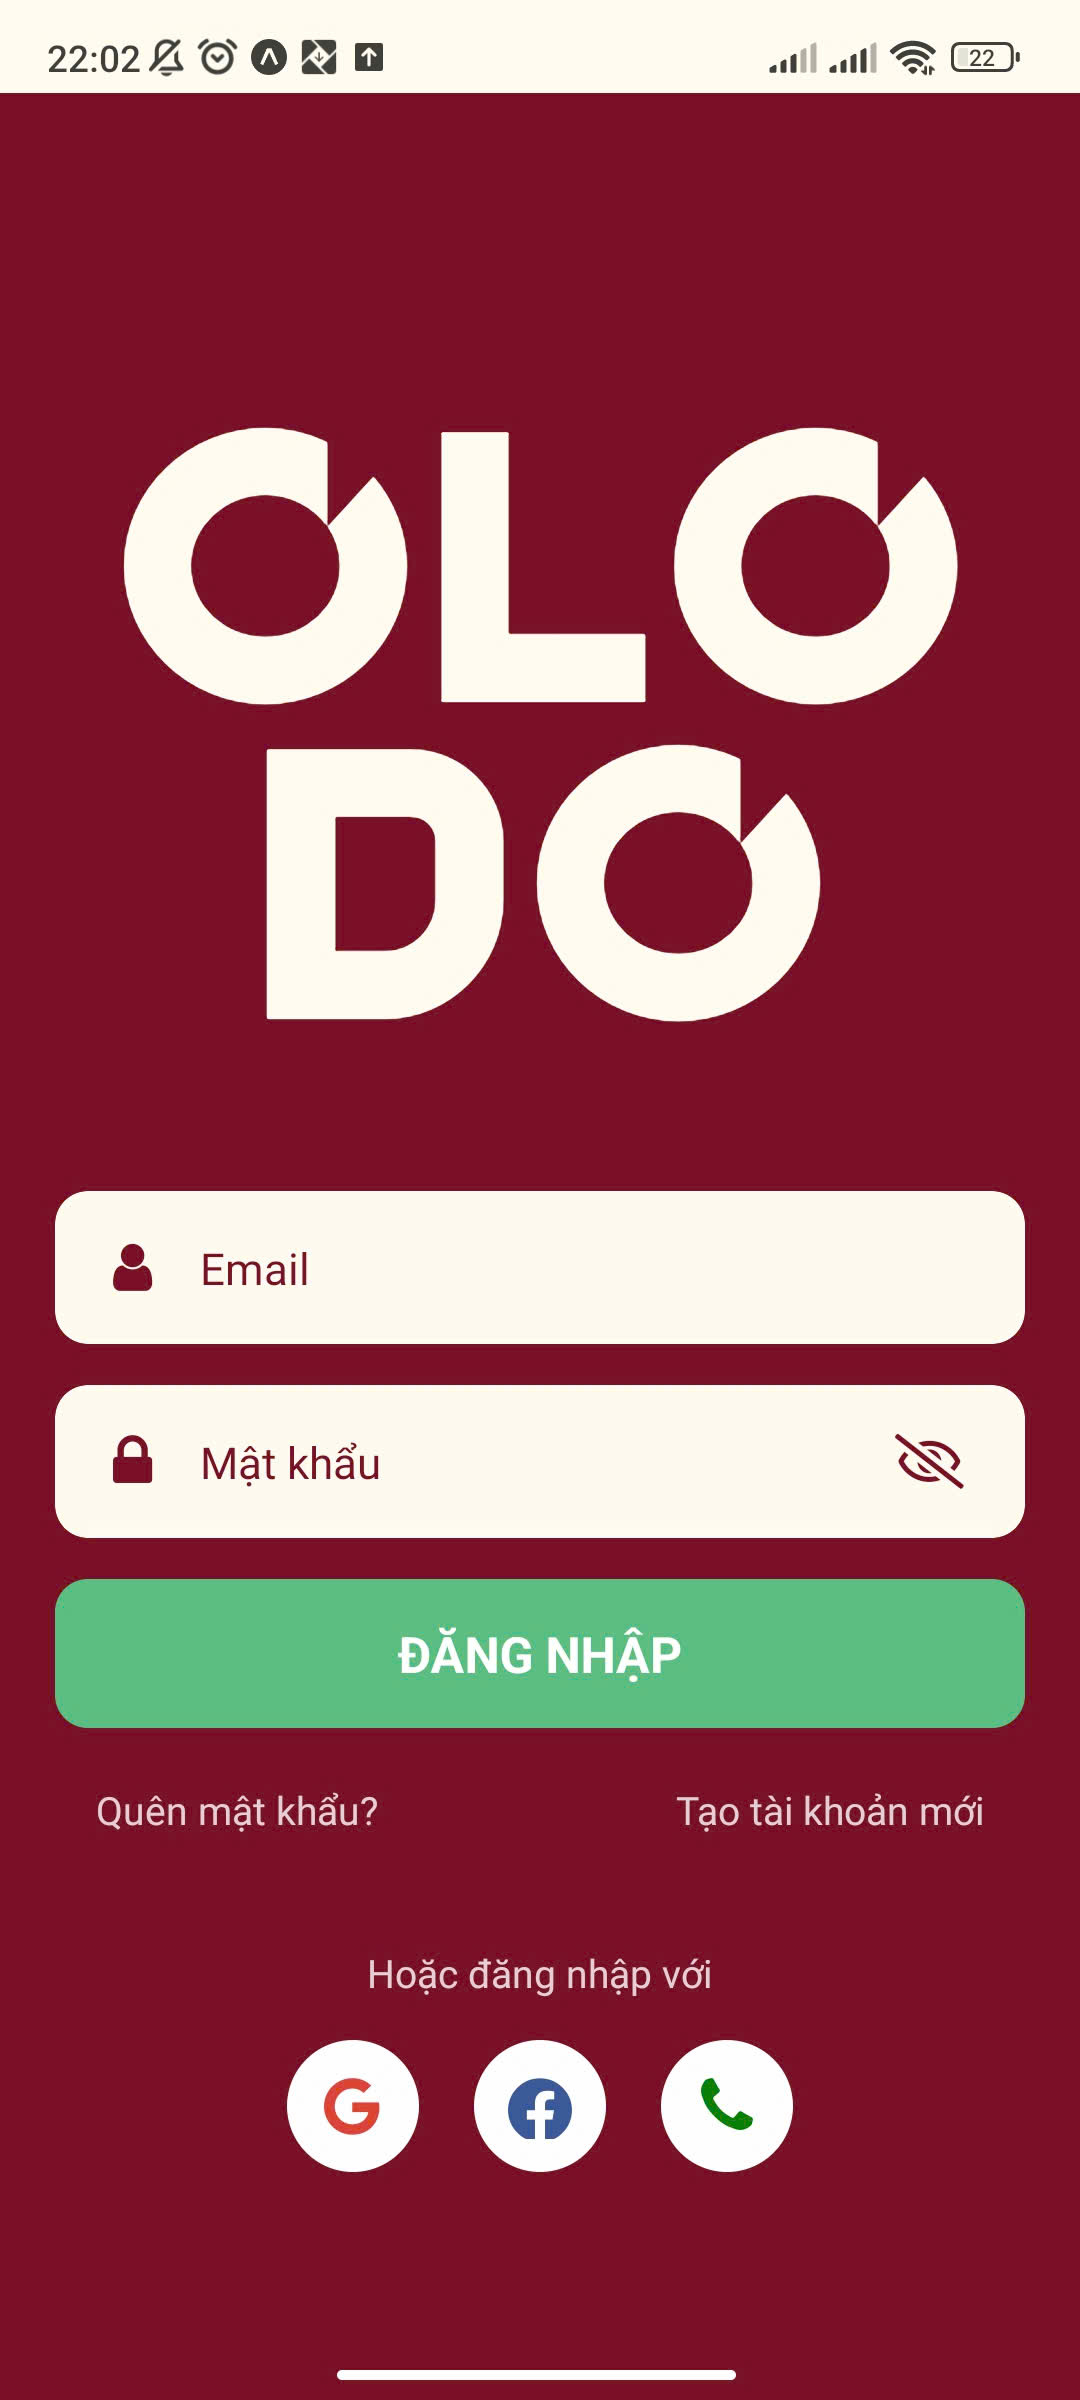 22:02
22
OLO
DO
Email
Mật khẩu
ĐĂNG NHẬP
Quên mật khẩu?
Tạo tài khoản mới
Hoặc đăng nhập với